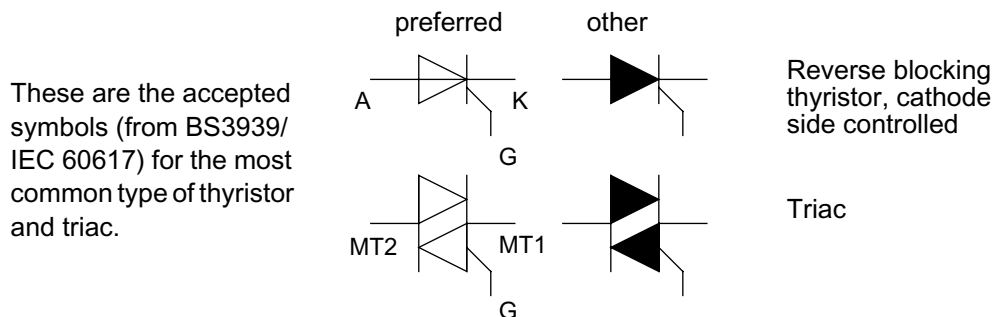 preferred other
These are the accepted
symbols (from BS3939/
IEC 60617) for the most
common type of thyristor
and triac.
A K
G
Reverse blocking
thyristor, cathode
side controlled
MT2 MT1
G
Triac